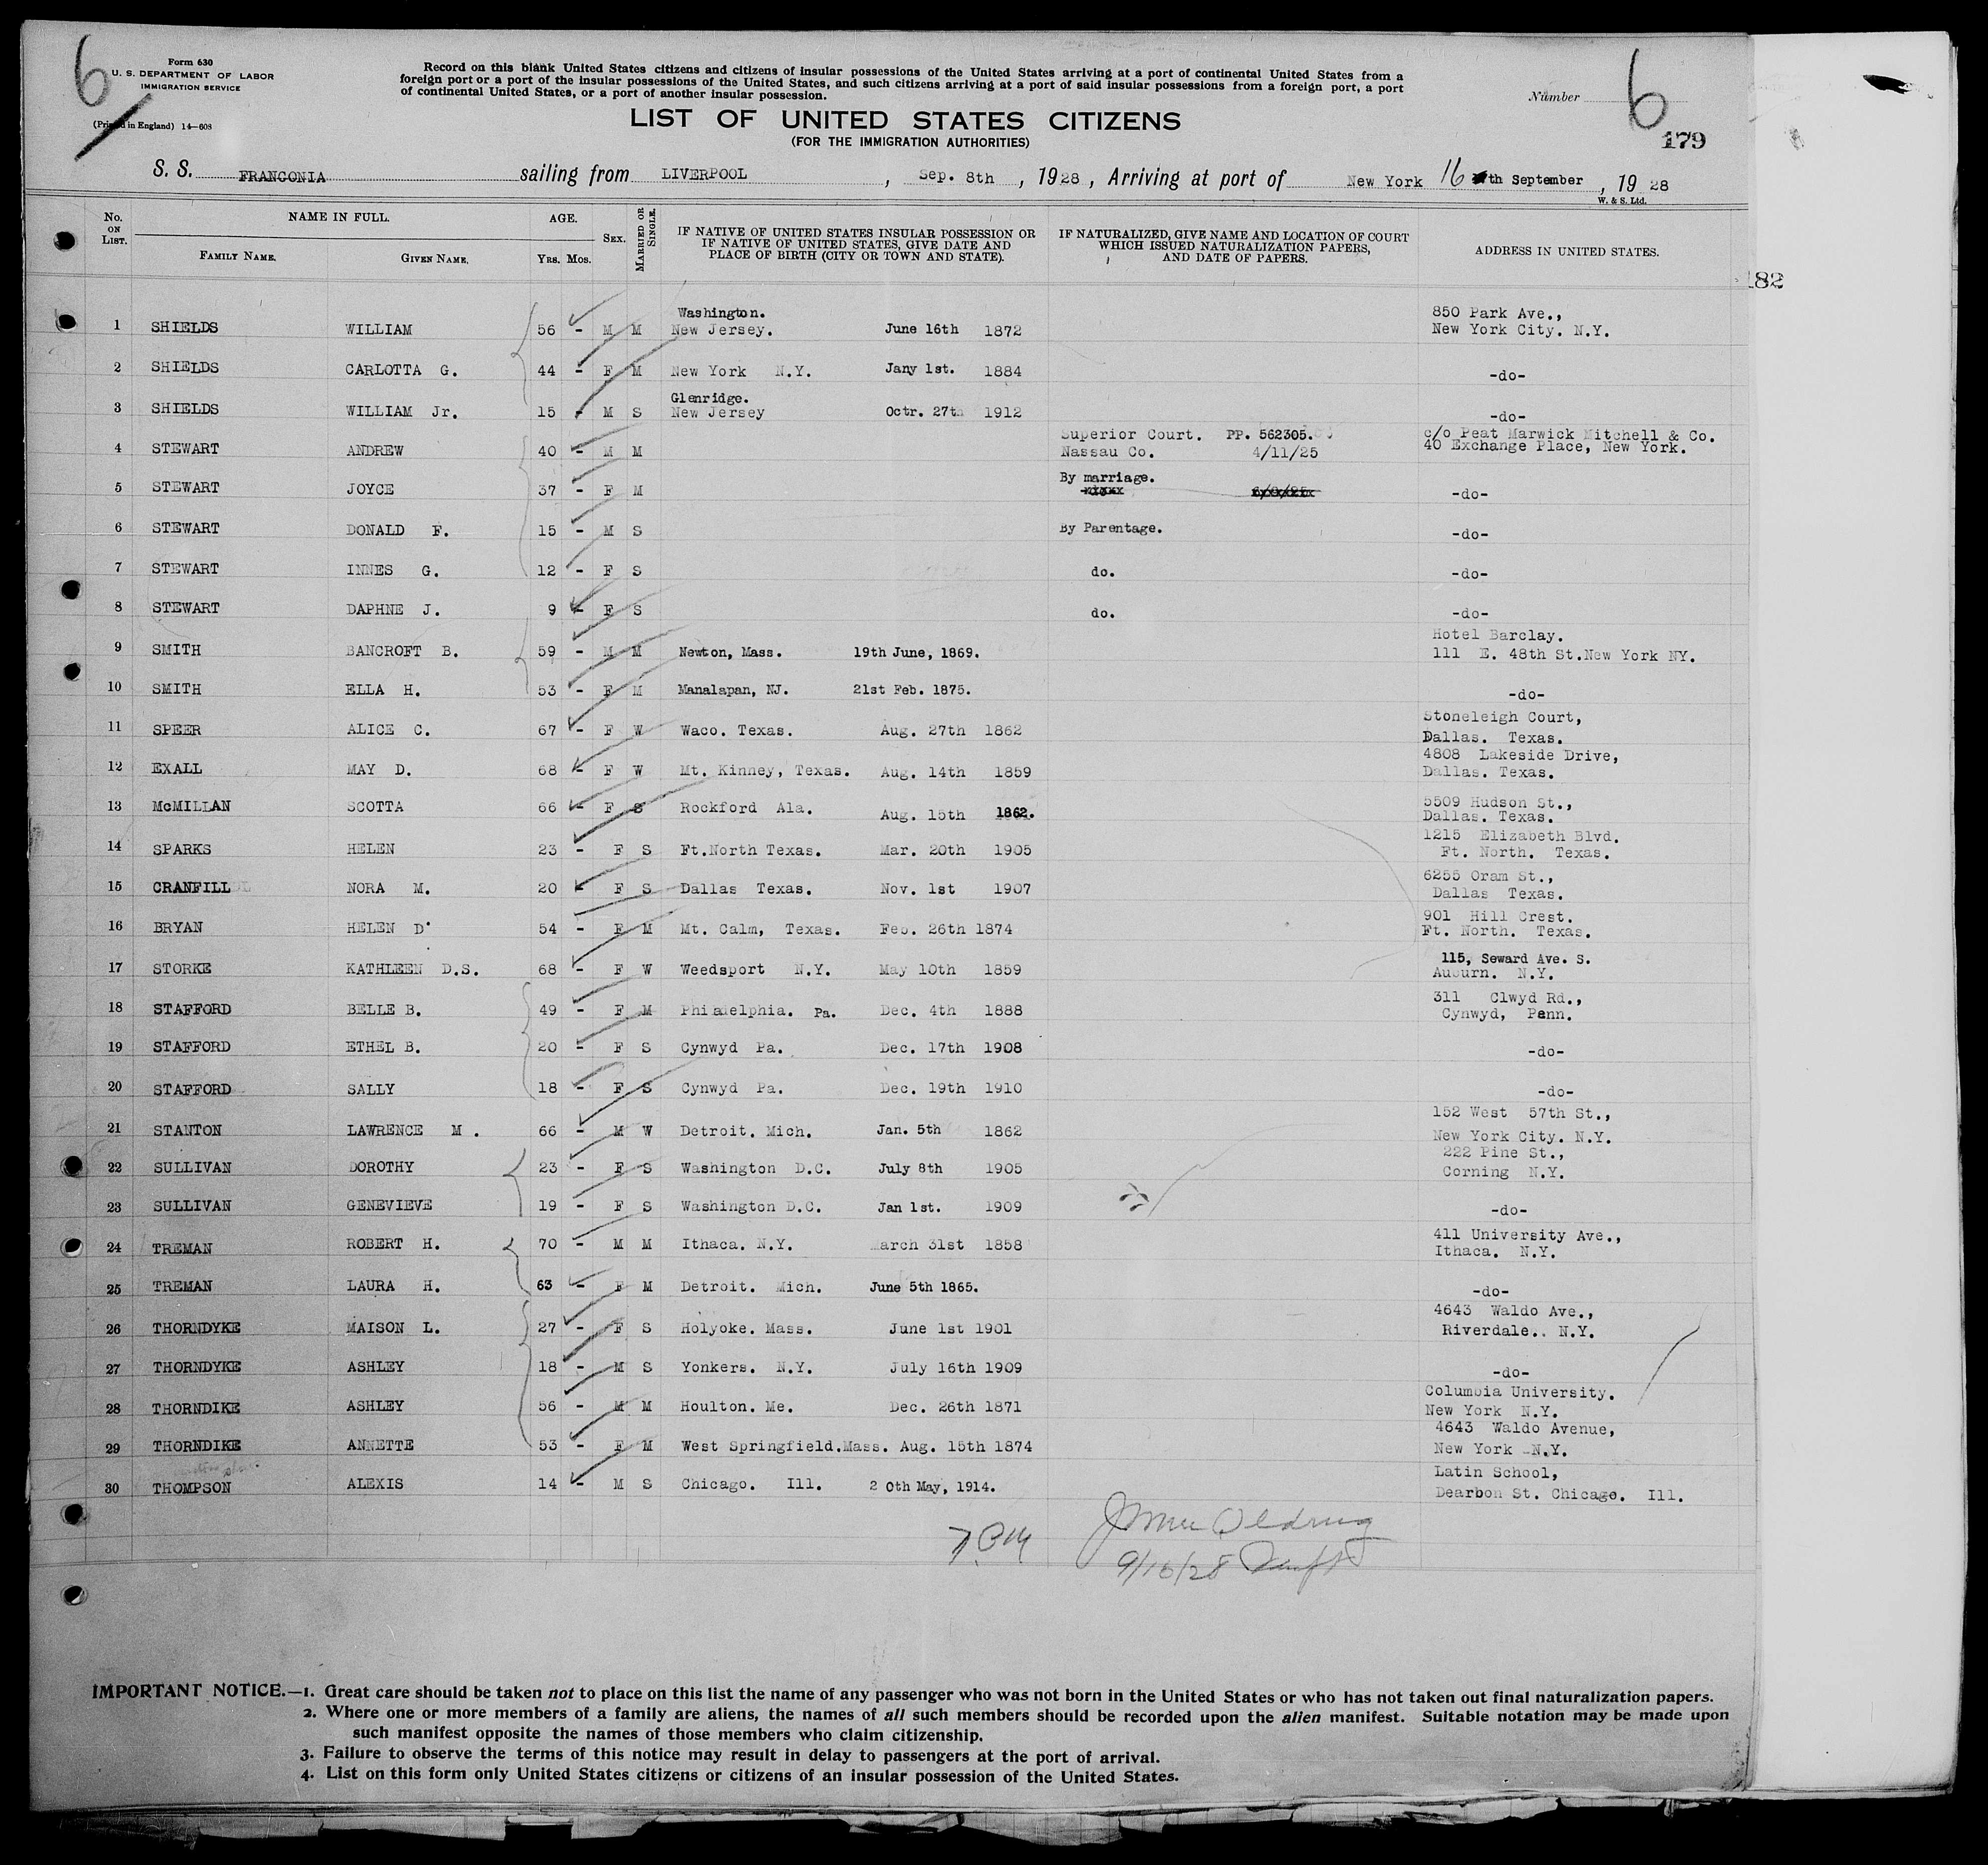 6
Form 630
U. S. DEPARTMENT OF LABOR
IMMIGRATION SERVICE
(Printed in England) 14—608
Record on this blank United States citizens and citizens of insular possessions of the United States arriving at a port of continental United States from a
foreign port or a port of the insular possessions of the United States, and such citizens arriving at a port of said insular possessions from a foreign port, a port
of continental United States, or a port of another insular possession.
Number 6
179
LIST OF UNITED STATES CITIZENS
(FOR THE IMMIGRATION AUTHORITIES)
S. S. FRANCONIA sailing from LIVERPOOL, Sep. 8th, 1928, Arriving at port of New York 16 th September, 19 28
W. & S. Ltd.
No. ON LIST. NAME IN FULL. AGE. SEX. MARRIED OR SINGLE. IF NATIVE OF UNITED STATES INSULAR POSSESSION OR IF NATIVE OF UNITED STATES, GIVE DATE AND PLACE OF BIRTH (CITY OR TOWN AND STATE). IF NATURALIZED, GIVE NAME AND LOCATION OF COURT WHICH ISSUED NATURALIZATION PAPERS, AND DATE OF PAPERS. ADDRESS IN UNITED STATES.
FAMILY NAME. GIVEN NAME. YRS. MOS.
182
1 SHIELDS WILLIAM 56 - M M Washington. New Jersey. June 16th 1872 850 Park Ave., New York City. N.Y.
2 SHIELDS CARLOTTA G. 44 - F M New York N.Y. Jany 1st. 1884 -do-
3 SHIELDS WILLIAM Jr. 15 - M S Glenridge. New Jersey Octr. 27th 1912 -do-
4 STEWART ANDREW 40 - M M Superior Court. PP. 562305. Nassau Co. 4/11/25 c/o Peat Marwick Mitchell & Co. 40 Exchange Place, New York.
5 STEWART JOYCE 37 - F M By marriage. -do-
6 STEWART DONALD F. 15 - M S By Parentage. -do-
7 STEWART INNES G. 12 - F S do. -do-
8 STEWART DAPHNE J. 9 - F S do. -do-
9 SMITH BANCROFT B. 59 - M M Newton, Mass. 19th June, 1869. Hotel Barclay. 111 E. 48th St.New York NY.
10 SMITH ELLA H. 53 - F M Manalapan, NJ. 21st Feb. 1875. -do-
11 SPEER ALICE C. 67 - F W Waco. Texas. Aug. 27th 1862 Stoneleigh Court, Dallas. Texas.
12 EXALL MAY D. 68 - F W Mt. Kinney, Texas. Aug. 14th 1859 4808 Lakeside Drive, Dallas. Texas.
13 McMILLAN SCOTTA 66 - F S Rockford Ala. Aug. 15th 1862. 5509 Hudson St., Dallas. Texas.
14 SPARKS HELEN 23 - F S Ft.North Texas. Mar. 20th 1905 1215 Elizabeth Blvd. Ft. North. Texas.
15 CRANFILL NORA M. 20 - F S Dallas Texas. Nov. 1st 1907 6255 Oram St., Dallas Texas.
16 BRYAN HELEN D' 54 - F M Mt. Calm, Texas. Feb. 26th 1874 901 Hill Crest. Ft. North. Texas.
17 STORKE KATHLEEN D.S. 68 - F W Weedsport N.Y. May 10th 1859 115, Seward Ave. S. Auburn. N.Y.
18 STAFFORD BELLE B. 49 - F M Philadelphia. Pa. Dec. 4th 1888 311 Clwyd Rd., Cynwyd, Penn.
19 STAFFORD ETHEL B. 20 - F S Cynwyd Pa. Dec. 17th 1908 -do-
20 STAFFORD SALLY 18 - F S Cynwyd Pa. Dec. 19th 1910 -do-
21 STANTON LAWRENCE M. 66 - M W Detroit. Mich. Jan. 5th 1862 152 West 57th St., New York City. N.Y.
22 SULLIVAN DOROTHY 23 - F S Washington D.C. July 8th 1905 222 Pine St., Corning N.Y.
23 SULLIVAN GENEVIEVE 19 - F S Washington D.C. Jan 1st. 1909 -do-
24 TREMAN ROBERT H. 70 - M M Ithaca. N.Y. March 31st 1858 411 University Ave., Ithaca. N.Y.
25 TREMAN LAURA H. 63 - F M Detroit. Mich. June 5th 1865. -do-
26 THORNDYKE MAISON L. 27 - F S Holyoke. Mass. June 1st 1901 4643 Waldo Ave., Riverdale.. N.Y.
27 THORNDYKE ASHLEY 18 - M S Yonkers. N.Y. July 16th 1909 -do-
28 THORNDIKE ASHLEY 56 - M M Houlton. Me. Dec. 26th 1871 Columbia University. New York N.Y.
29 THORNDIKE ANNETTE 53 - F M West Springfield.Mass. Aug. 15th 1874 4643 Waldo Avenue, New York -N.Y.
30 THOMPSON ALEXIS 14 - M S Chicago. Ill. 2 0th May, 1914. Latin School, Dearbon St. Chicago. Ill.
9/16/28
IMPORTANT NOTICE.—1. Great care should be taken not to place on this list the name of any passenger who was not born in the United States or who has not taken out final naturalization papers.
2. Where one or more members of a family are aliens, the names of all such members should be recorded upon the alien manifest. Suitable notation may be made upon
such manifest opposite the names of those members who claim citizenship.
3. Failure to observe the terms of this notice may result in delay to passengers at the port of arrival.
4. List on this form only United States citizens or citizens of an insular possession of the United States.